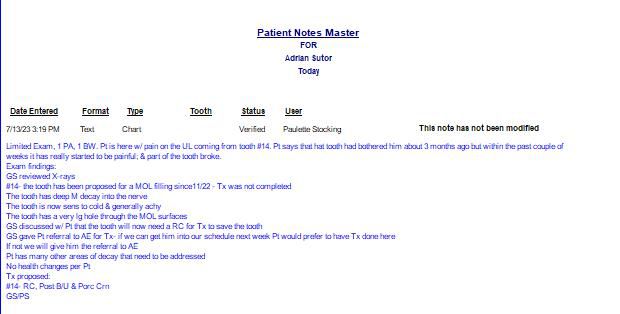 Patient Notes Master
FOR
Adrian Sutor
Today
Date Entered Format Type Tooth Status User
7/13/23 3:19 PM Text Chart Verified Paulette Stocking This note has not been modified
Limited Exam, 1 PA, 1 BW. Pt is here w/ pain on the UL coming from tooth #14. Pt says that hat tooth had bothered him about 3 months ago but within the past couple of
weeks it has really started to be painful; & part of the tooth broke.
Exam findings:
GS reviewed X-rays
#14- the tooth has been proposed for a MOL filling since11/22 - Tx was not completed
The tooth has deep M decay into the nerve
The tooth is now sens to cold & generally achy
The tooth has a very lg hole through the MOL surfaces
GS discussed w/ Pt that the tooth will now need a RC for Tx to save the tooth
GS gave Pt referral to AE for Tx- if we can get him into our schedule next week Pt would prefer to have Tx done here
If not we will give him the referral to AE
Pt has many other areas of decay that need to be addressed
No health changes per Pt
Tx proposed:
#14- RC, Post B/U & Porc Crn
GS/PS